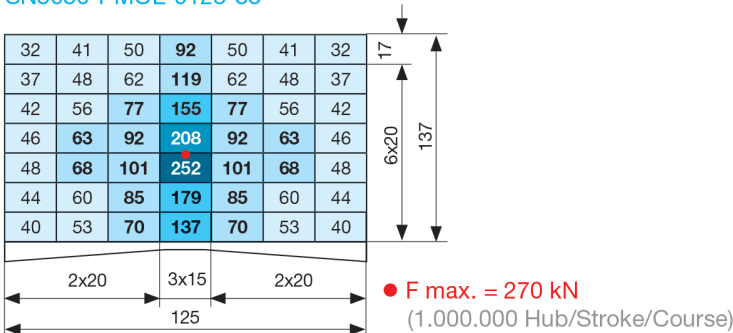 32 41 50 92 50 41 32
37 48 62 119 62 48 37
42 56 77 155 77 56 42
46 63 92 208 92 63 46
48 68 101 252 101 68 48
44 60 85 179 85 60 44
40 53 70 137 70 53 40
17
6x20
137
2x20 3x15 2x20
125
F max. = 270 kN
(1.000.000 Hub/Stroke/Course)